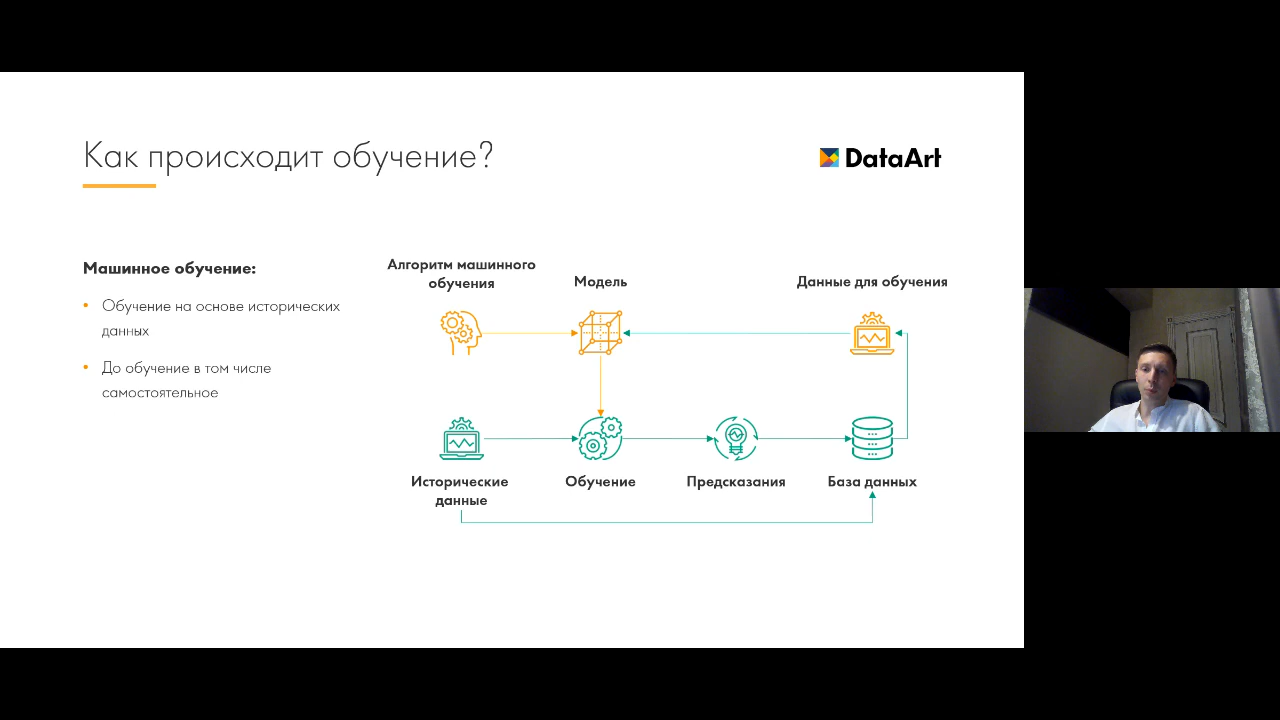 Как происходит обучение?
DataArt
Машинное обучение:
• Обучение на основе исторических
данных
• До обучение в том числе
самостоятельное
Алгоритм машинного
обучения
Модель
Данные для обучения
Исторические
данные
Обучение
Предсказания
База данных